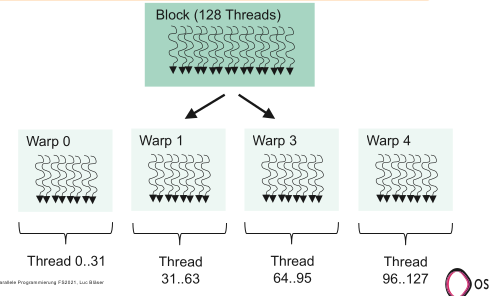 Block (128 Threads)
Warp 0
Warp 1
Warp 3
Warp 4
Thread 0..31
Thread
31..63
Thread
64..95
Thread
96..127
arallele Programmierung FS2021, Luc Bläser
OS